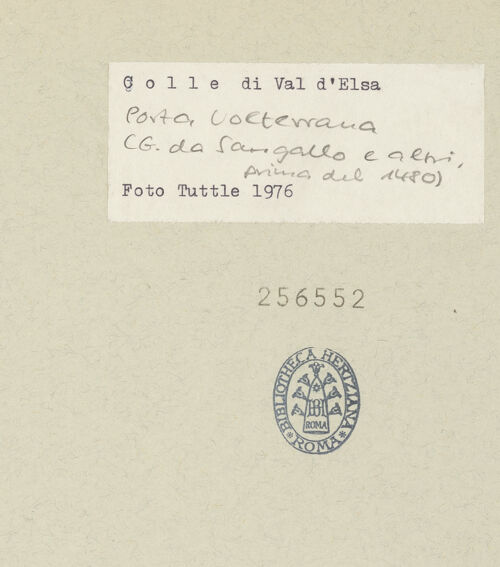 Colle di Val d'Elsa
Porta Volterrana
(G. da Sangallo e altri,
prima del 1480)
Foto Tuttle 1976
256552
BIBLIOTHECA HERTZIANA
BH
ROMA
* ROMA *